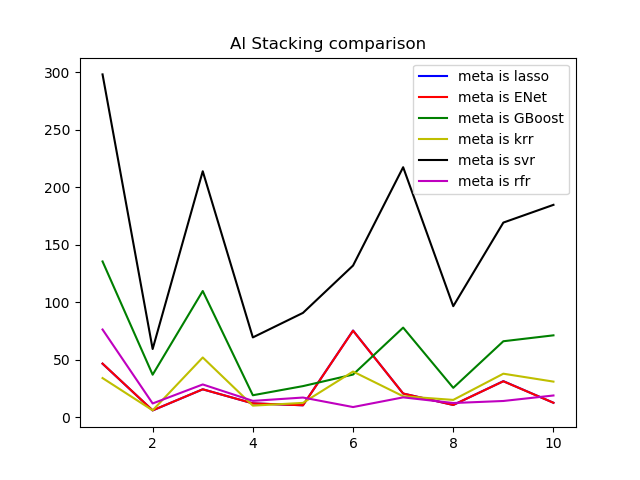 AI Stacking comparison
300
250
200
150
100
50
0
2
4
6
8
10
meta is lasso
meta is ENet
meta is GBoost
meta is krr
meta is svr
meta is rfr